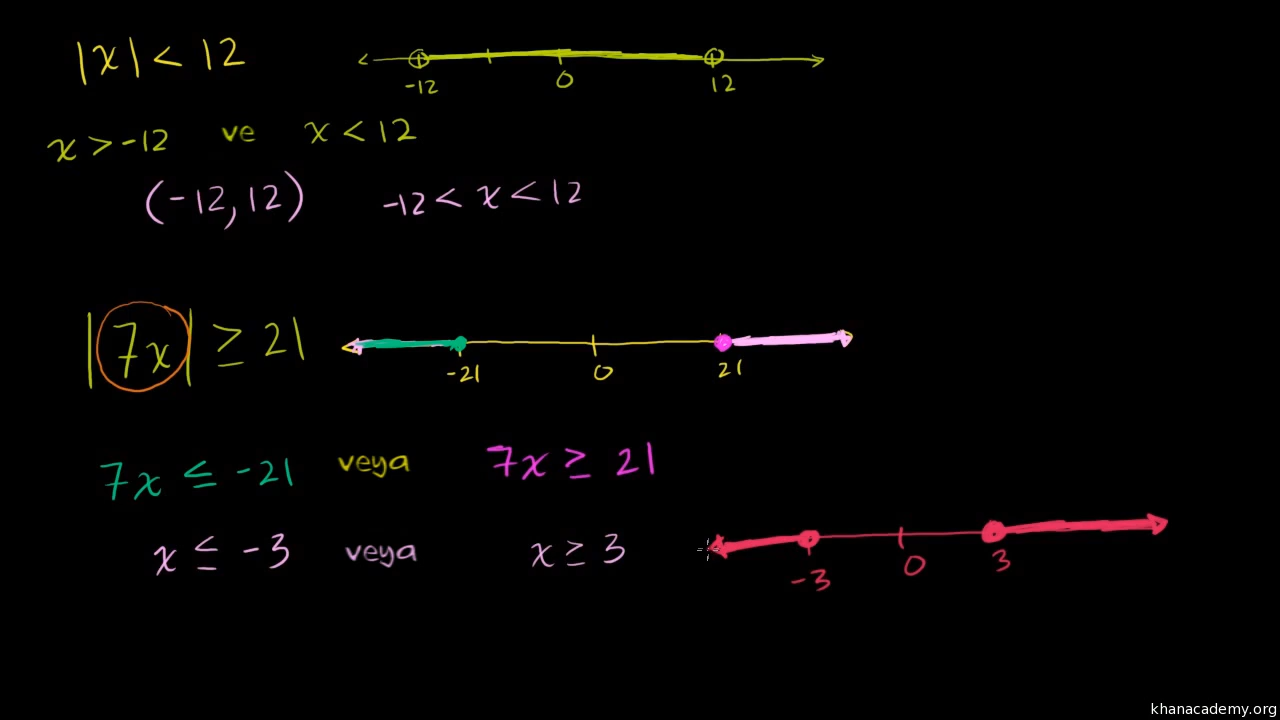 |x| < 12
-12 0 12
x > -12 ve x < 12
(-12, 12) -12 < x < 12
|7x| ≥ 21
-21 0 21
7x ≤ -21 veya 7x ≥ 21
x ≤ -3 veya x ≥ 3
-3 0 3
khanacademy.org